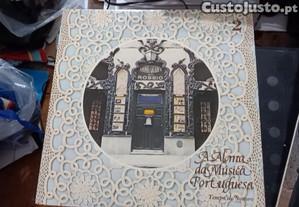 CustoJusto.pt
2
ROSSIO
A Alma
da Música
Portuguesa